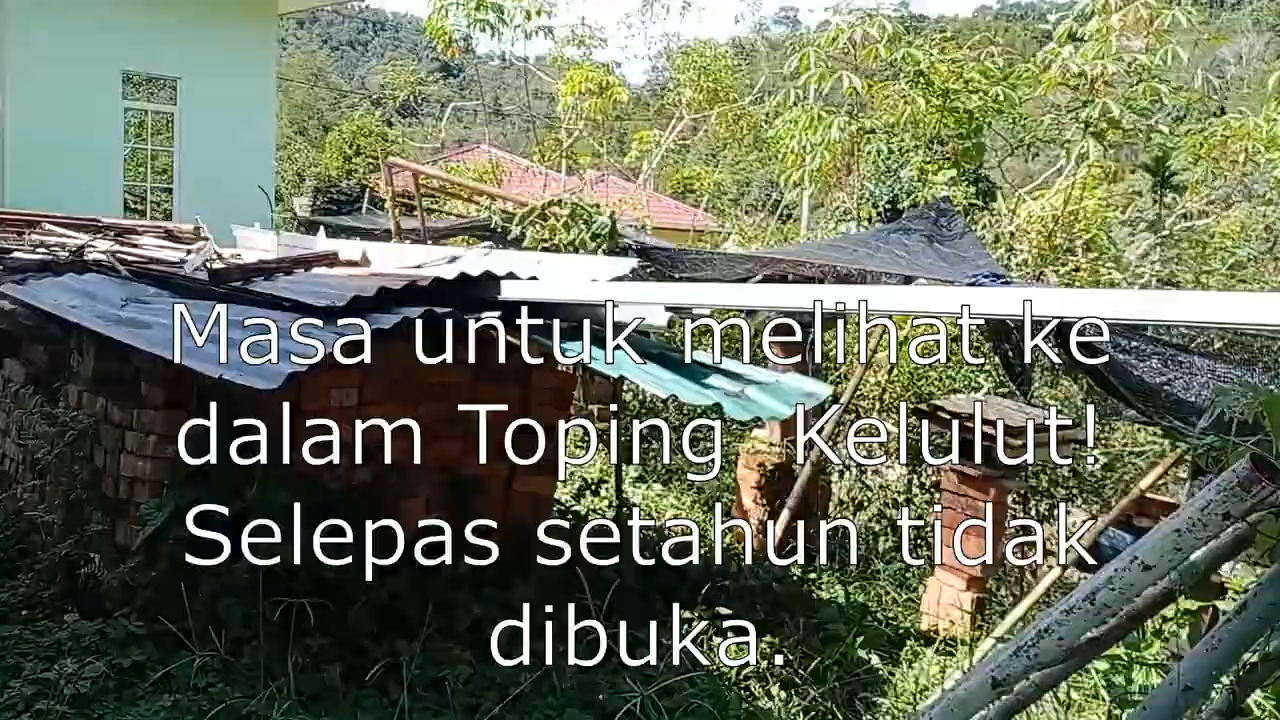 Masa untuk melihat ke
dalam Toping  Kelulut!
Selepas setahun tidak
dibuka.